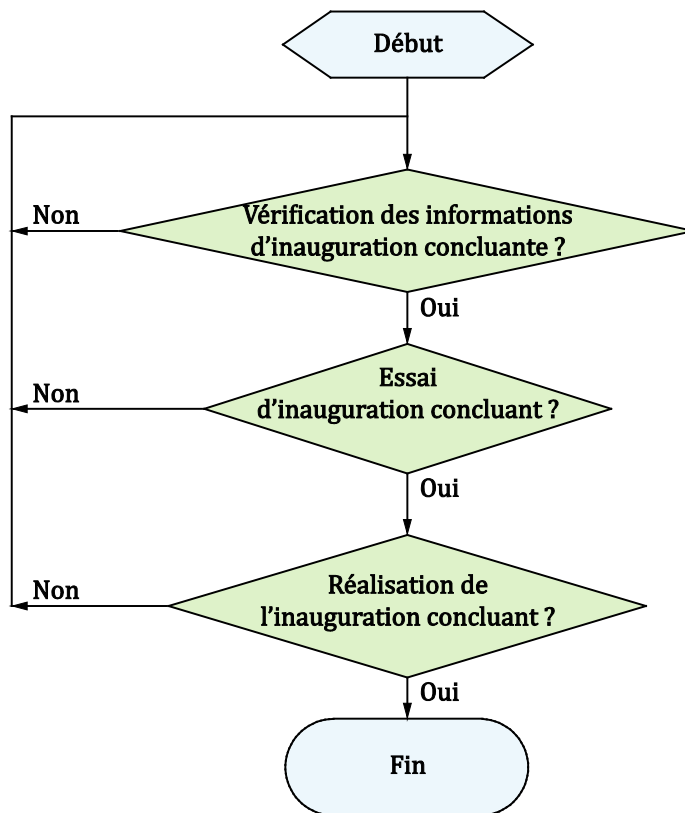 Début
Non
Vérification des informations
d'inauguration concluante ?
Oui
Non
Essai
d'inauguration concluant ?
Oui
Non
Réalisation de
l'inauguration concluant ?
Oui
Fin